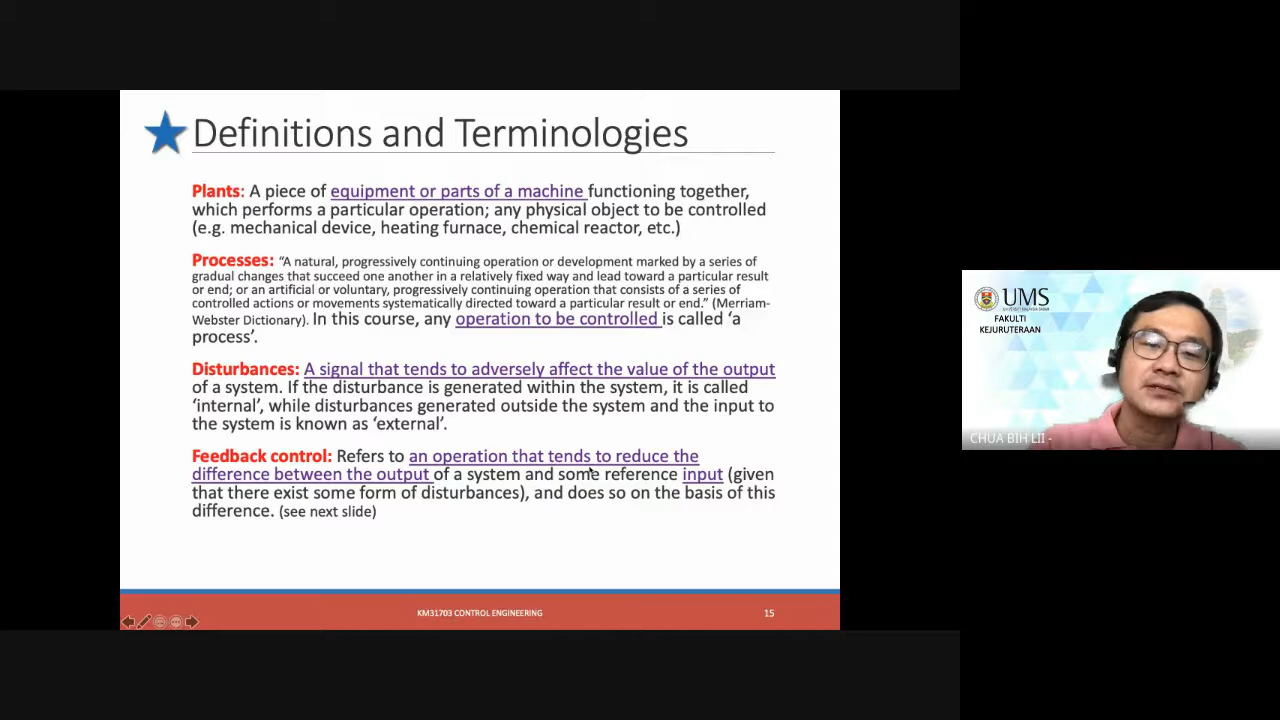 Definitions and Terminologies
Plants: A piece of equipment or parts of a machine functioning together,
which performs a particular operation; any physical object to be controlled
(e.g. mechanical device, heating furnace, chemical reactor, etc.)
Processes: “A natural, progressively continuing operation or development marked by a series of
gradual changes that succeed one another in a relatively fixed way and lead toward a particular result
or end; or an artificial or voluntary, progressively continuing operation that consists of a series of
controlled actions or movements systematically directed toward a particular result or end.” (Merriam-
Webster Dictionary). In this course, any operation to be controlled is called ‘a
process’.
Disturbances: A signal that tends to adversely affect the value of the output
of a system. If the disturbance is generated within the system, it is called
‘internal’, while disturbances generated outside the system and the input to
the system is known as ‘external’.
Feedback control: Refers to an operation that tends to reduce the
difference between the output of a system and some reference input (given
that there exist some form of disturbances), and does so on the basis of this
difference. (see next slide)
KM31703 CONTROL ENGINEERING
15
UMS
FAKULTI
KEJURUTERAAN
CHUA BIH LII -